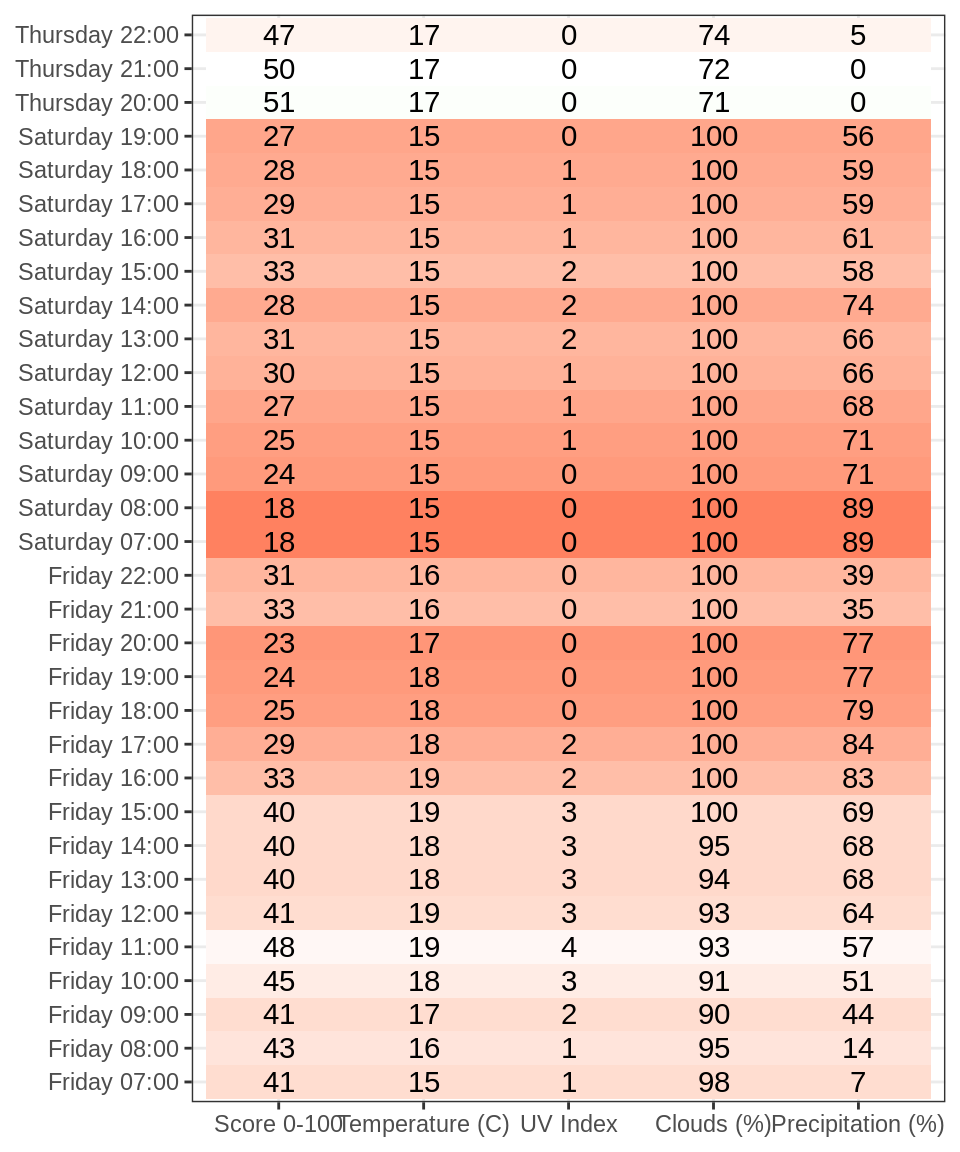 Thursday 22:00 47 17 0 74 5
Thursday 21:00 50 17 0 72 0
Thursday 20:00 51 17 0 71 0
Saturday 19:00 27 15 0 100 56
Saturday 18:00 28 15 1 100 59
Saturday 17:00 29 15 1 100 59
Saturday 16:00 31 15 1 100 61
Saturday 15:00 33 15 2 100 58
Saturday 14:00 28 15 2 100 74
Saturday 13:00 31 15 2 100 66
Saturday 12:00 30 15 1 100 66
Saturday 11:00 27 15 1 100 68
Saturday 10:00 25 15 1 100 71
Saturday 09:00 24 15 0 100 71
Saturday 08:00 18 15 0 100 89
Saturday 07:00 18 15 0 100 89
Friday 22:00 31 16 0 100 39
Friday 21:00 33 16 0 100 35
Friday 20:00 23 17 0 100 77
Friday 19:00 24 18 0 100 77
Friday 18:00 25 18 0 100 79
Friday 17:00 29 18 2 100 84
Friday 16:00 33 19 2 100 83
Friday 15:00 40 19 3 100 69
Friday 14:00 40 18 3 95 68
Friday 13:00 40 18 3 94 68
Friday 12:00 41 19 3 93 64
Friday 11:00 48 19 4 93 57
Friday 10:00 45 18 3 91 51
Friday 09:00 41 17 2 90 44
Friday 08:00 43 16 1 95 14
Friday 07:00 41 15 1 98 7
Score 0-100 Temperature (C) UV Index Clouds (%) Precipitation (%)